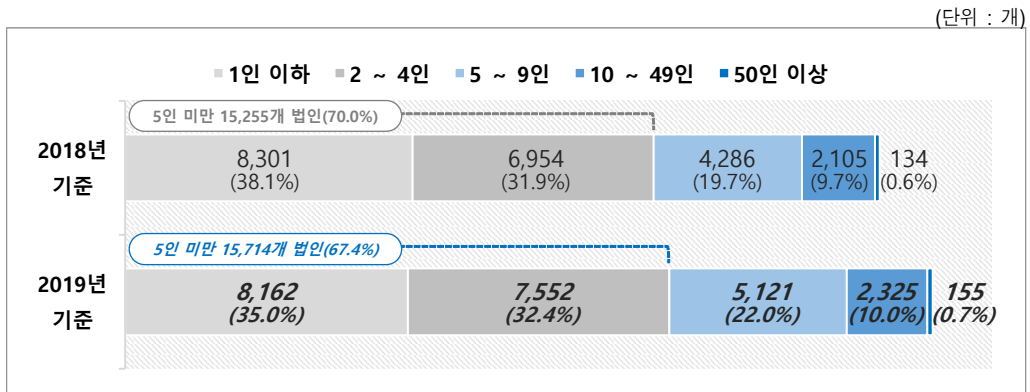 (단위 : 개)
1인 이하 2 ~ 4인 5 ~ 9인 10 ~ 49인 50인 이상
5인 미만 15,255개 법인(70.0%)
2018년
기준
8,301 6,954 4,286 2,105 134
(38.1%) (31.9%) (19.7%) (9.7%) (0.6%)
5인 미만 15,714개 법인(67.4%)
2019년
기준
8,162 7,552 5,121 2,325 155
(35.0%) (32.4%) (22.0%) (10.0%) (0.7%)